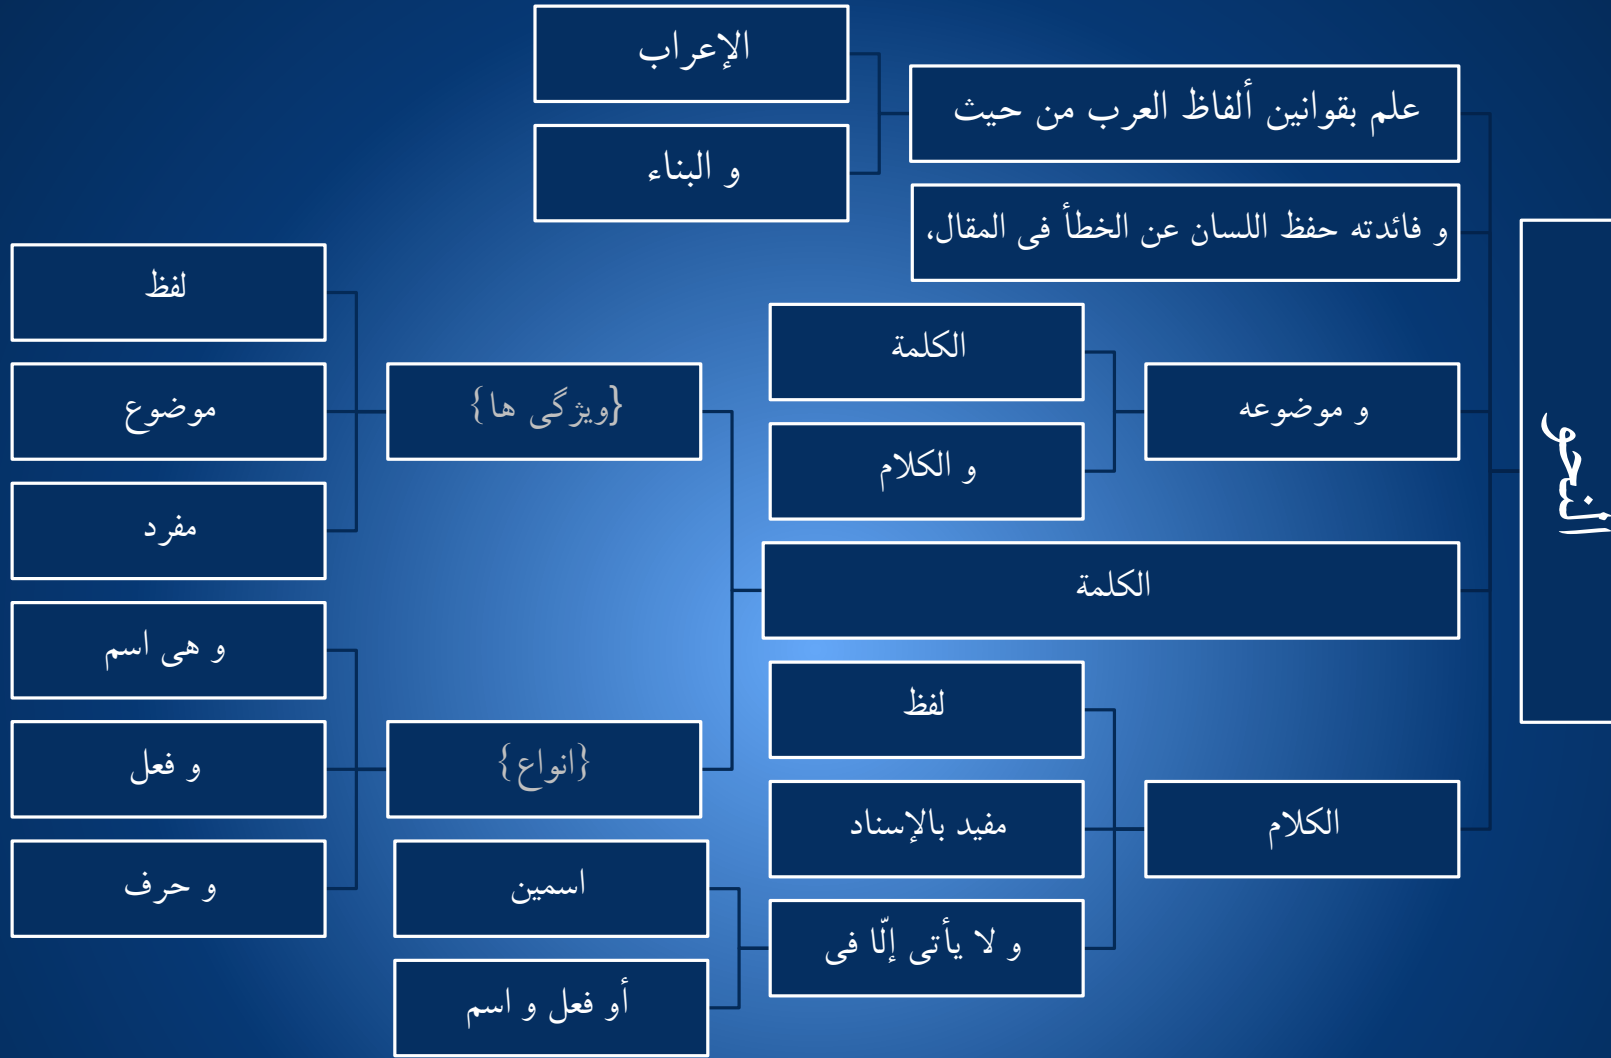 النحو
علم بقوانين ألفاظ العرب من حيث
الإعراب
و البناء
و فائدته حفظ اللسان عن الخطأ فى المقال،
و موضوعه
الكلمة
و الكلام
الكلمة
{ویژگی ها}
لفظ
موضوع
مفرد
{انواع}
و هى اسم
و فعل
و حرف
الكلام
لفظ
مفيد بالإسناد
و لا يأتى إلّا فى
اسمين
أو فعل و اسم